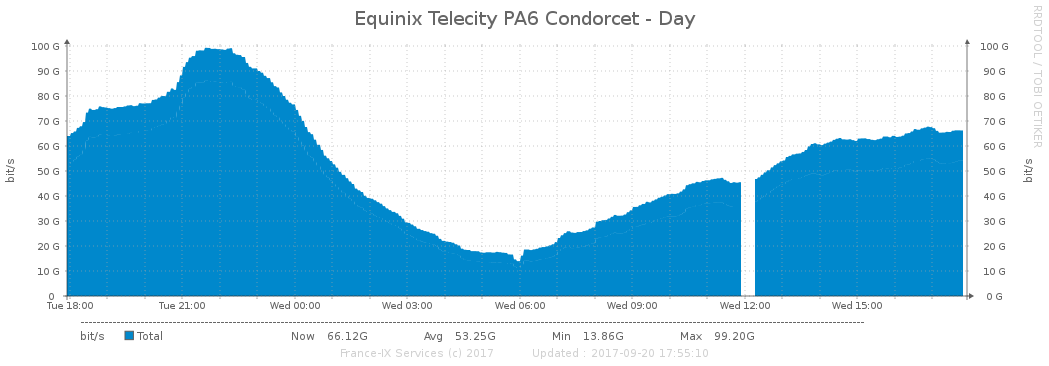 Equinix Telecity PA6 Condorcet - Day
RRDTOOL / TOBI OETIKER
bit/s
bit/s
100 G 100 G
90 G 90 G
80 G 80 G
70 G 70 G
60 G 60 G
50 G 50 G
40 G 40 G
30 G 30 G
20 G 20 G
10 G 10 G
0 0 G
Tue 18:00 Tue 21:00 Wed 00:00 Wed 03:00 Wed 06:00 Wed 09:00 Wed 12:00 Wed 15:00
bit/s Total Now 66.12G Avg 53.25G Min 13.86G Max 99.20G
France-IX Services (c) 2017 Updated : 2017-09-20 17:55:10